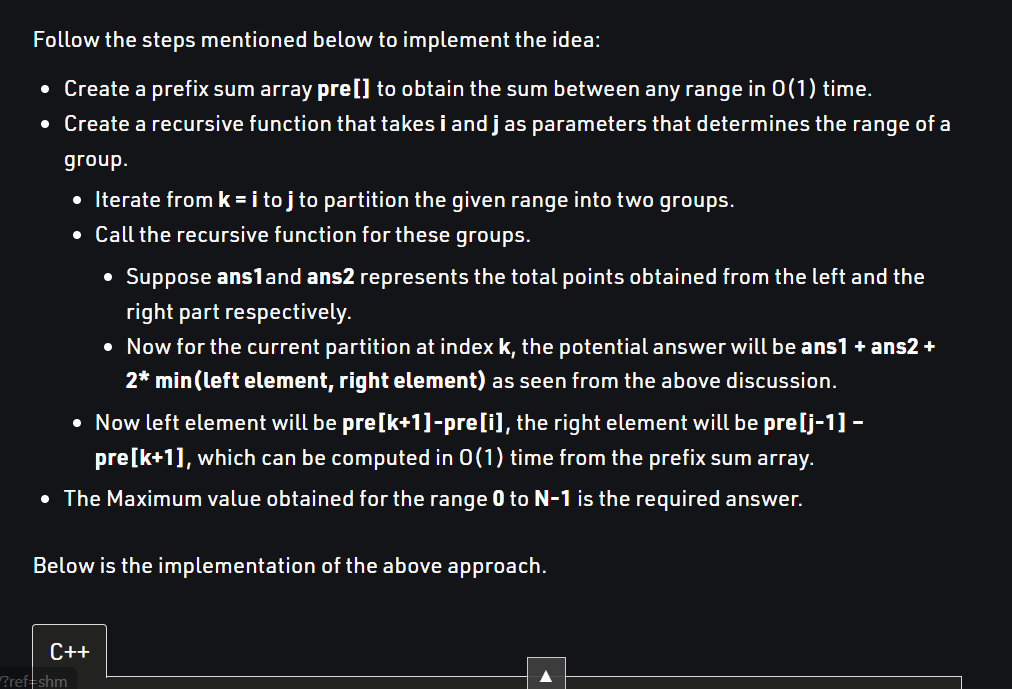 Follow the steps mentioned below to implement the idea:
• Create a prefix sum array pre[] to obtain the sum between any range in O(1) time.
• Create a recursive function that takes i and j as parameters that determines the range of a
group.
• Iterate from k = i to j to partition the given range into two groups.
• Call the recursive function for these groups.
• Suppose ans1and ans2 represents the total points obtained from the left and the
right part respectively.
• Now for the current partition at index k, the potential answer will be ans1 + ans2 +
2* min(left element, right element) as seen from the above discussion.
• Now left element will be pre[k+1]-pre[i], the right element will be pre[j-1] –
pre[k+1], which can be computed in O(1) time from the prefix sum array.
• The Maximum value obtained for the range 0 to N-1 is the required answer.
Below is the implementation of the above approach.
C++
/?ref=shm